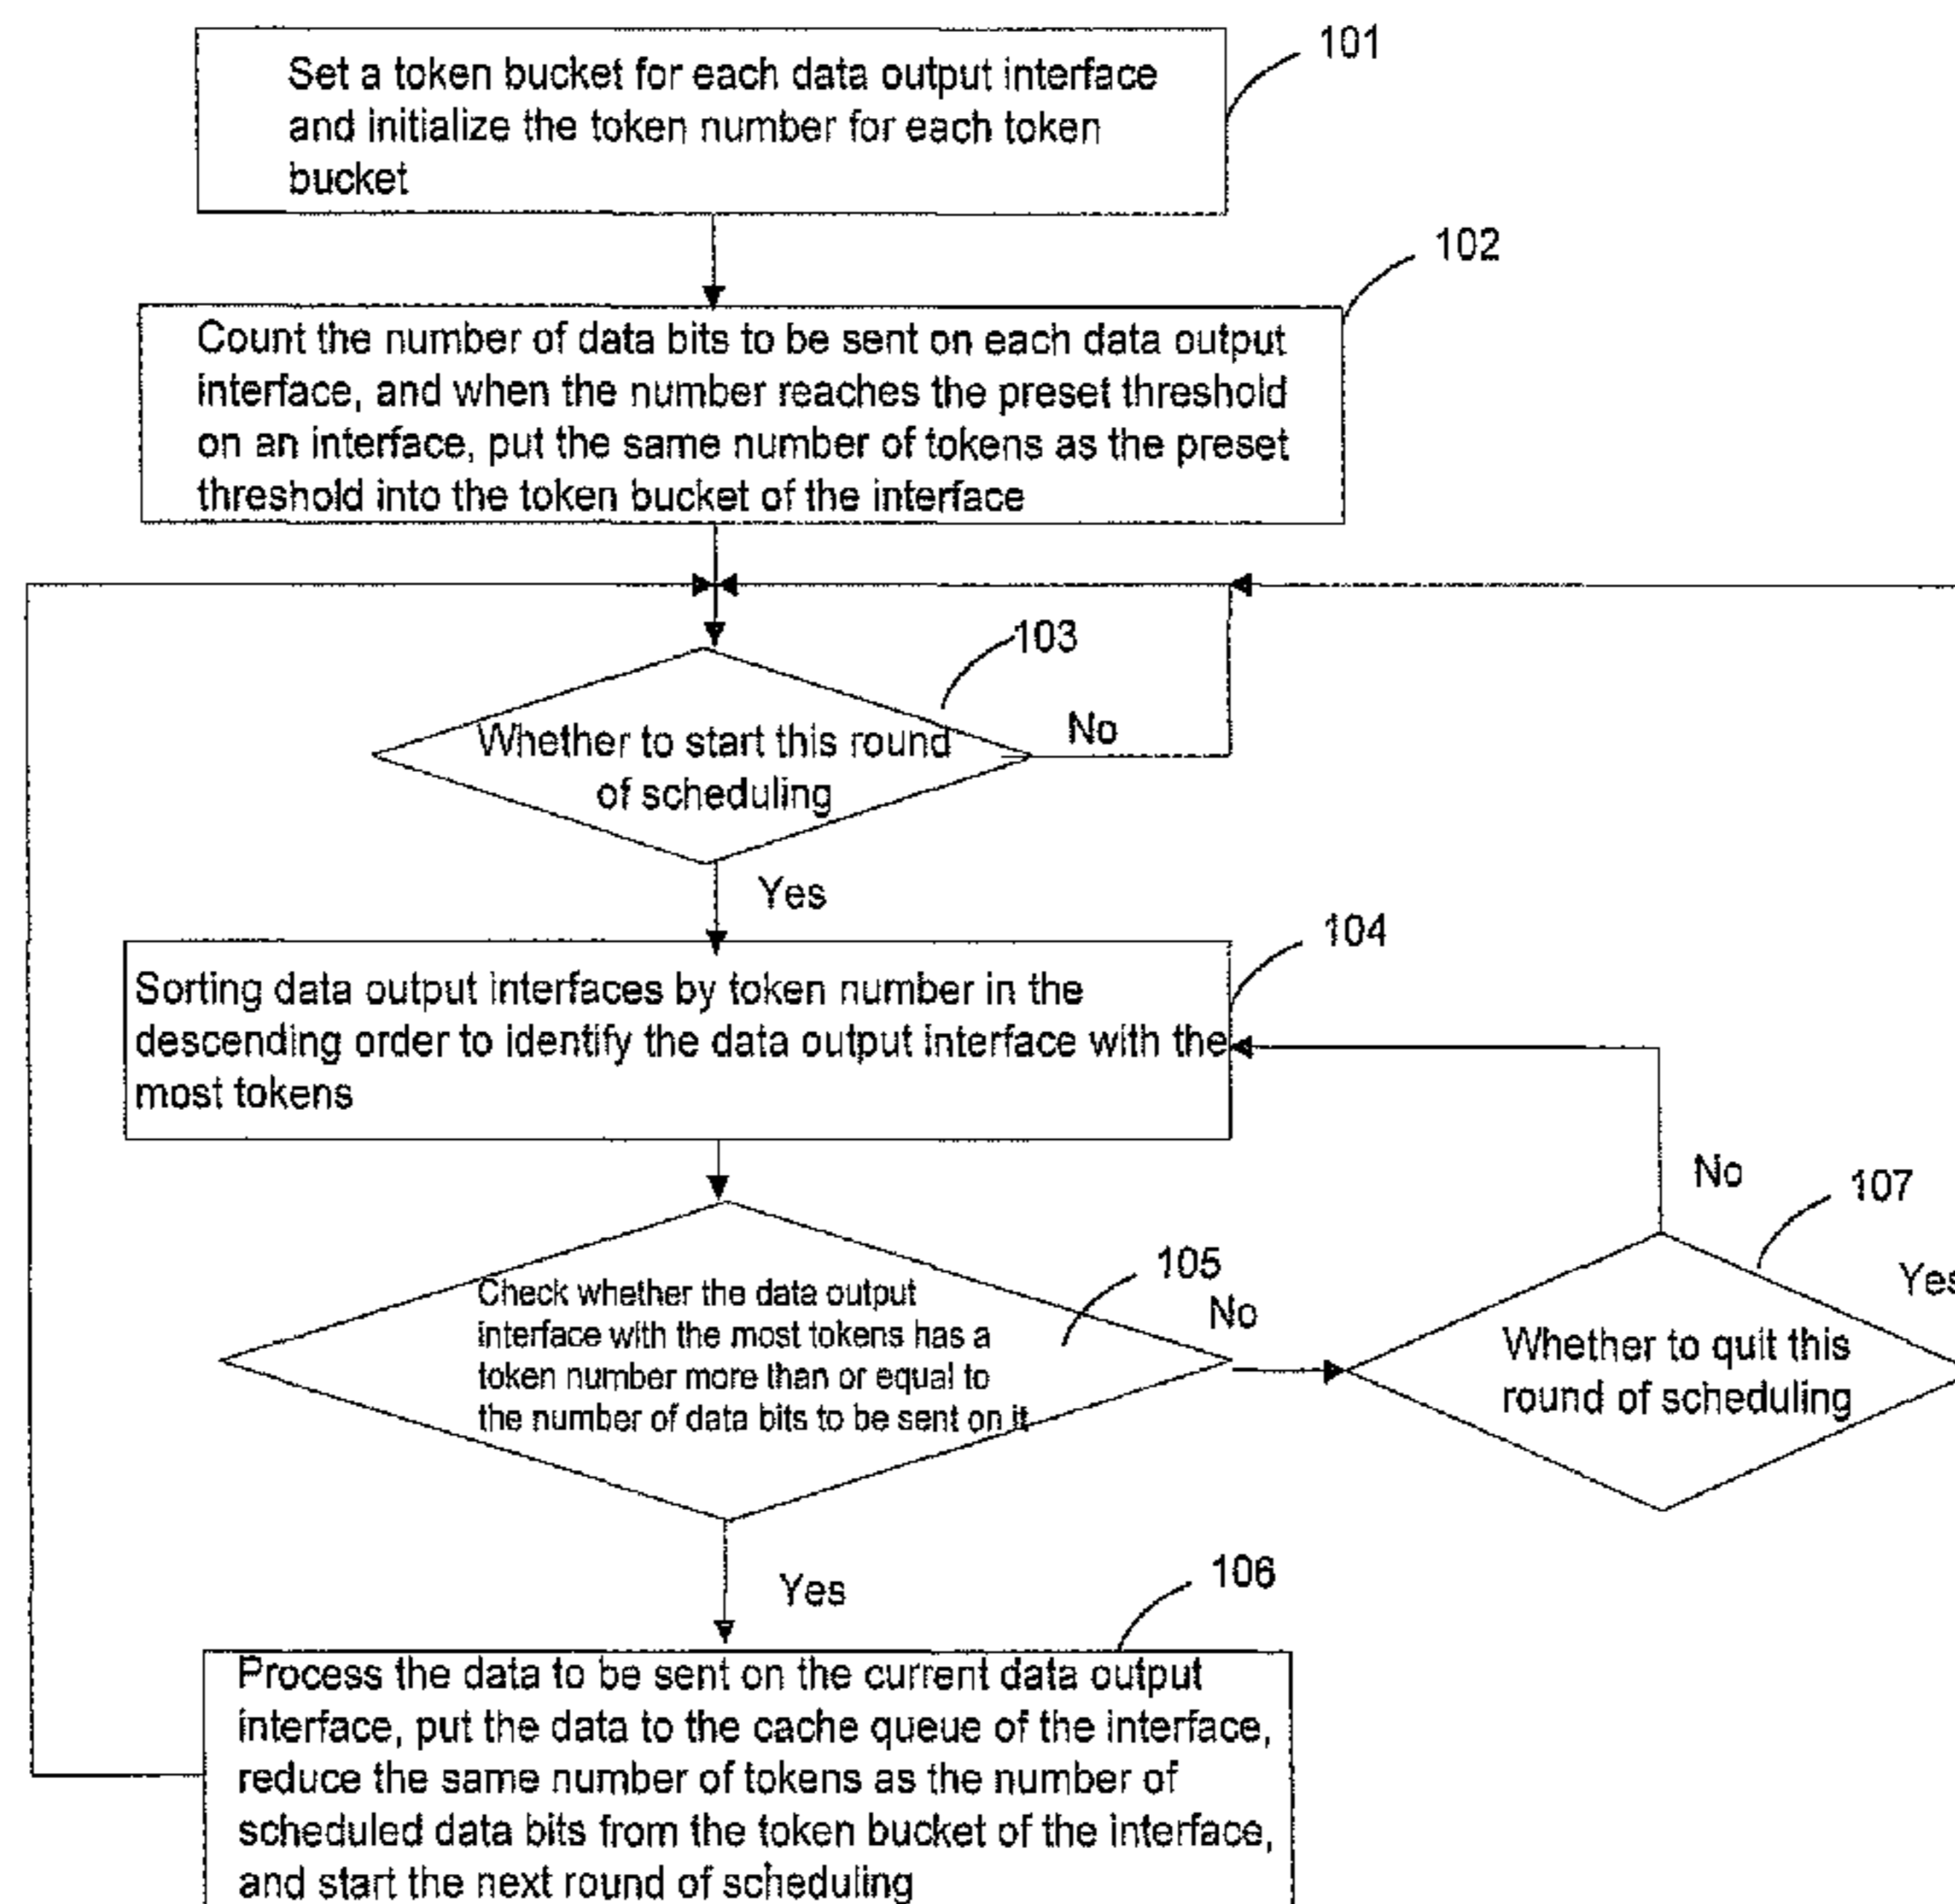 101
Set a token bucket for each data output interface
and initialize the token number for each token
bucket
102
Count the number of data bits to be sent on each data output
interface, and when the number reaches the preset threshold
on an interface, put the same number of tokens as the preset
threshold into the token bucket of the interface
103
Whether to start this round
of scheduling
No
Yes
104
Sorting data output interfaces by token number in the
descending order to identify the data output interface with the
most tokens
105
Check whether the data output
interface with the most tokens has a
token number more than or equal to
the number of data bits to be sent on it
No
No
107
Yes
Whether to quit this
round of scheduling
Yes
106
Process the data to be sent on the current data output
interface, put the data to the cache queue of the interface,
reduce the same number of tokens as the number of
scheduled data bits from the token bucket of the interface,
and start the next round of scheduling